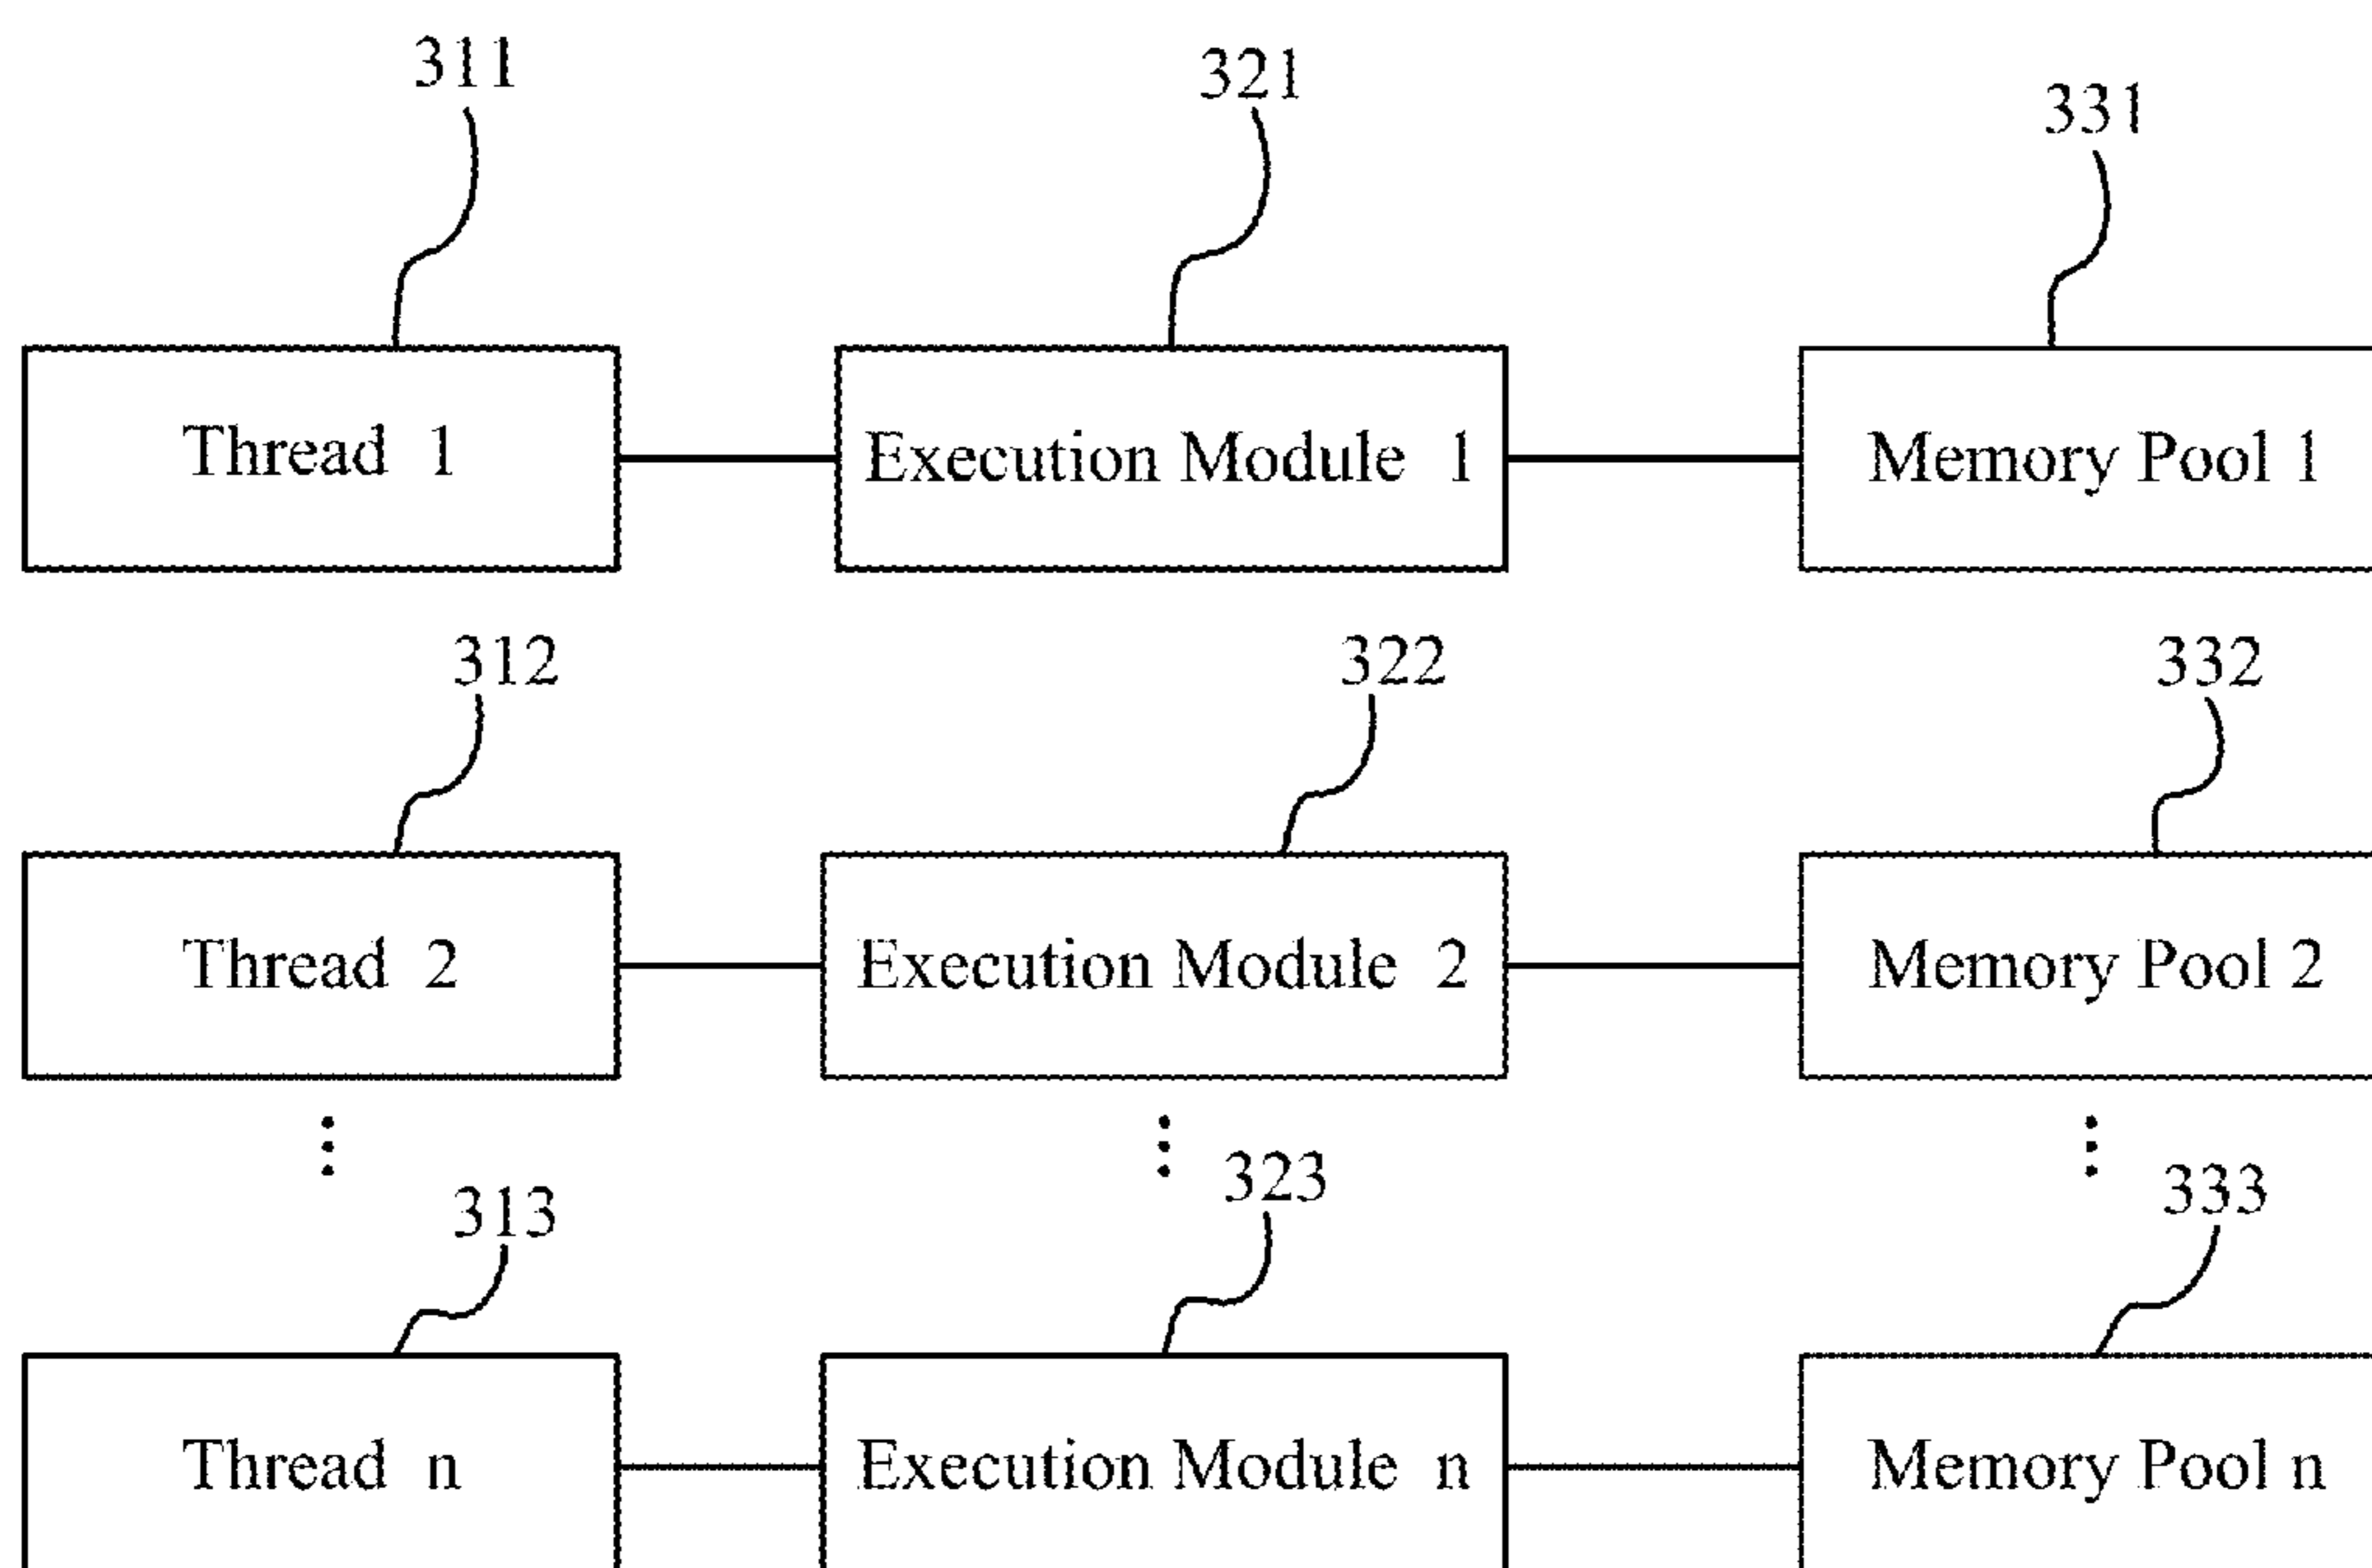 311 321 331
Thread 1 Execution Module 1 Memory Pool 1
312 322 332
Thread 2 Execution Module 2 Memory Pool 2
313 323 333
Thread n Execution Module n Memory Pool n